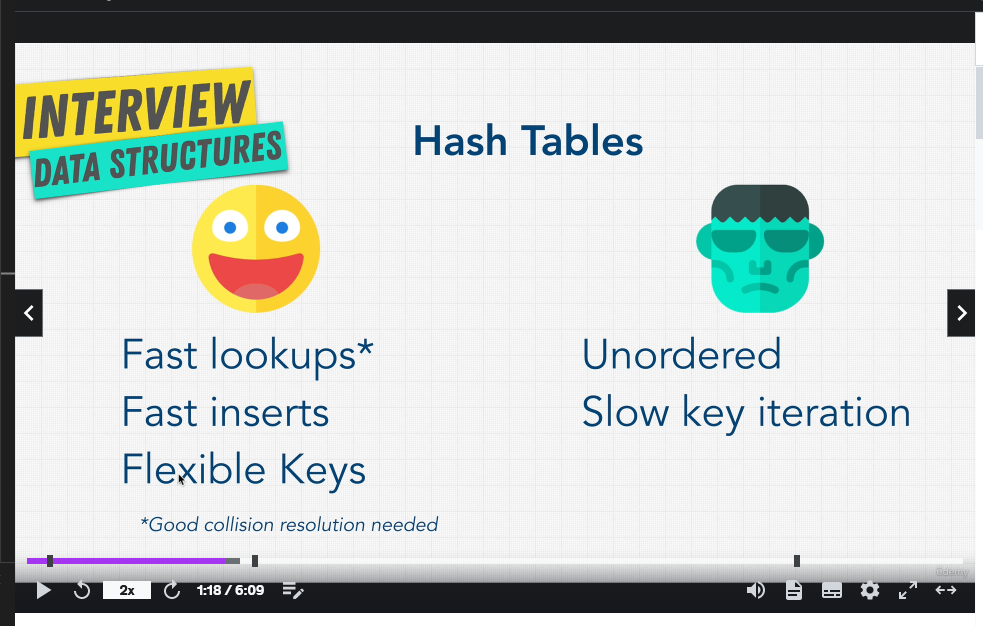 INTERVIEW
DATA STRUCTURES
Hash Tables
Fast lookups*
Fast inserts
Flexible Keys
*Good collision resolution needed
Unordered
Slow key iteration
2x
1:18 / 6:09